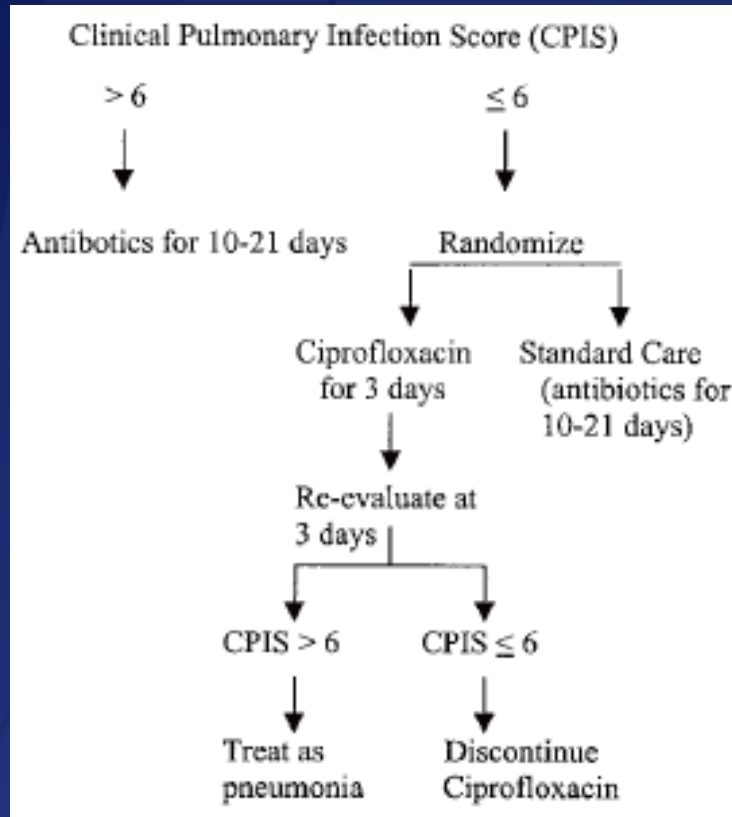 Clinical Pulmonary Infection Score (CPIS)
> 6
≤ 6
Antibotics for 10-21 days
Randomize
Ciprofloxacin
for 3 days
Standard Care
(antibiotics for
10-21 days)
Re-evaluate at
3 days
CPIS > 6
CPIS ≤ 6
Treat as
pneumonia
Discontinue
Ciprofloxacin